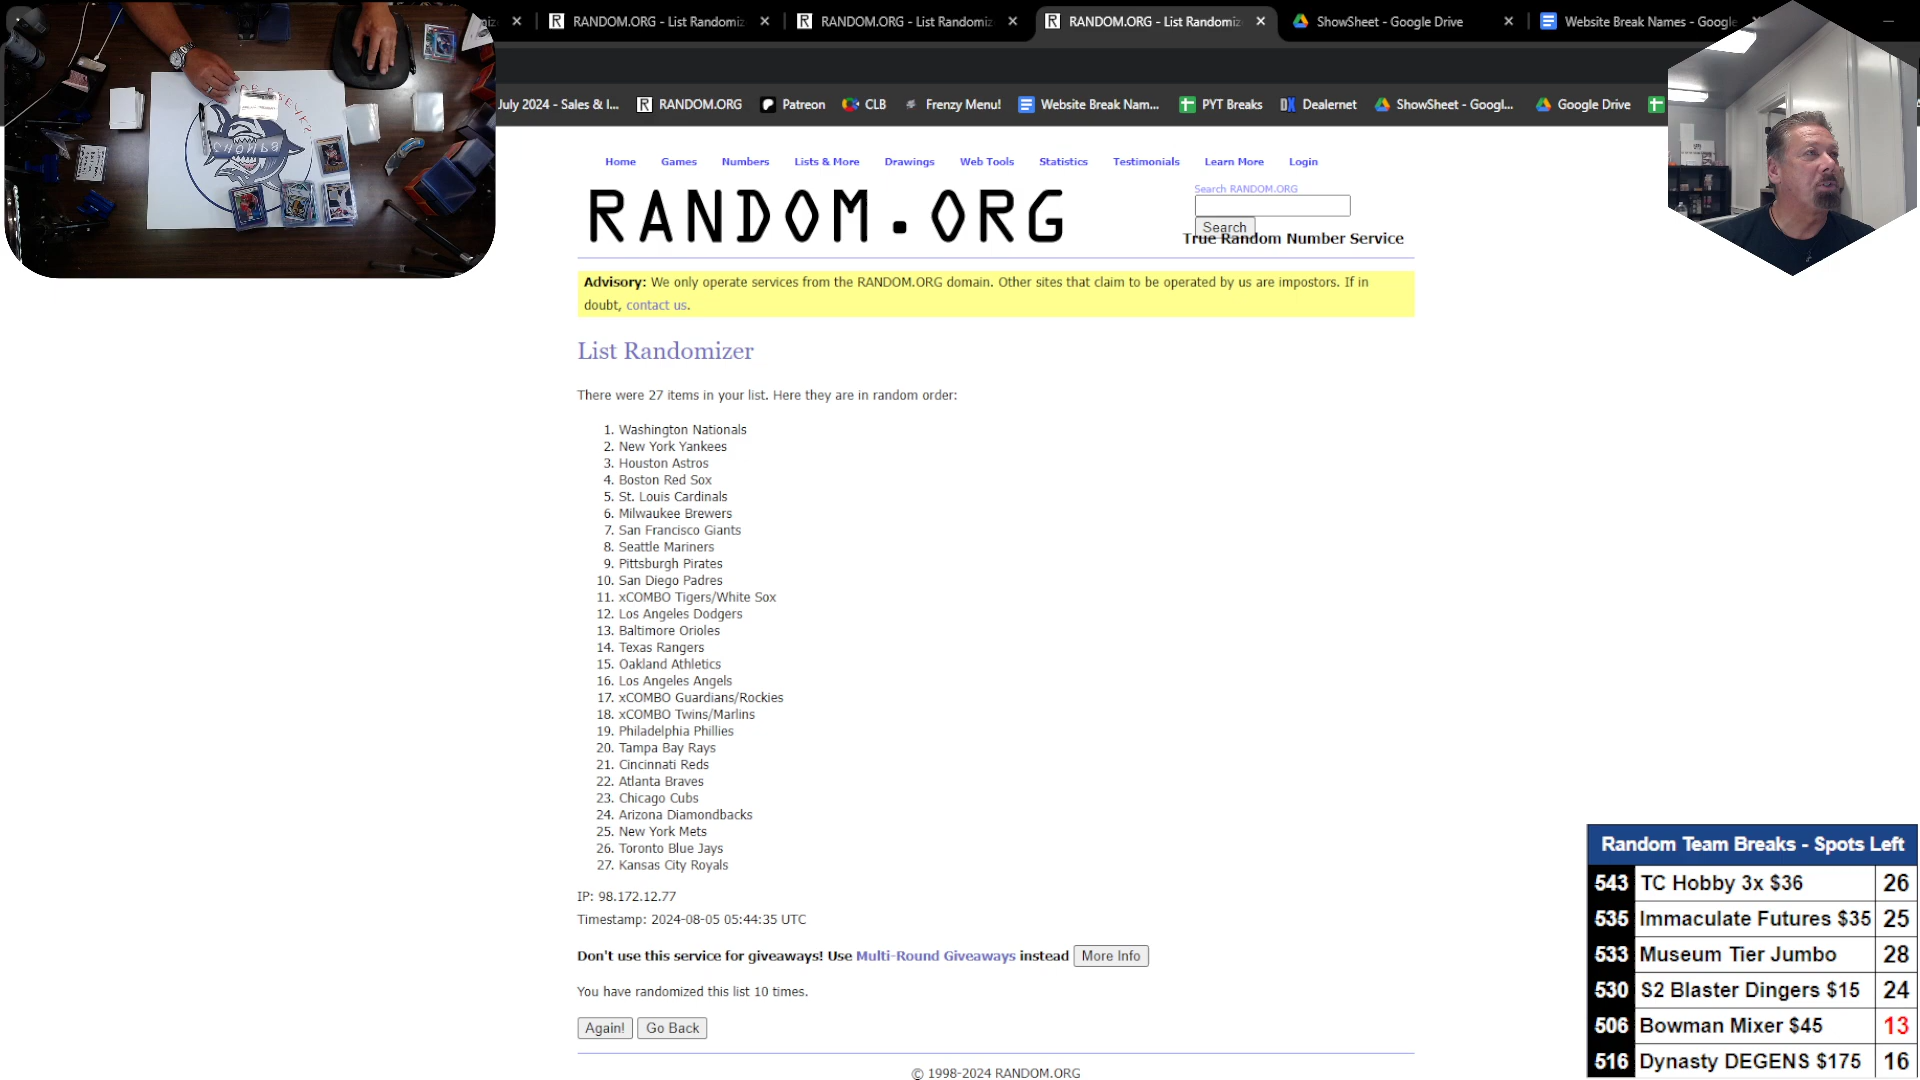 RANDOM.ORG - List Randomiz
RANDOM.ORG - List Randomiz
RANDOM.ORG - List Randomiz
ShowSheet - Google Drive
Website Break Names - Google
July 2024 - Sales & I...
RANDOM.ORG
Patreon
CLB
Frenzy Menu!
Website Break Nam...
PYT Breaks
Dealernet
ShowSheet - Googl...
Google Drive
Home
Games
Numbers
Lists & More
Drawings
Web Tools
Statistics
Testimonials
Learn More
Login
RANDOM.ORG
Search RANDOM.ORG
Search
True Random Number Service
Advisory: We only operate services from the RANDOM.ORG domain. Other sites that claim to be operated by us are impostors. If in
doubt, contact us.
List Randomizer
There were 27 items in your list. Here they are in random order:
1. Washington Nationals
2. New York Yankees
3. Houston Astros
4. Boston Red Sox
5. St. Louis Cardinals
6. Milwaukee Brewers
7. San Francisco Giants
8. Seattle Mariners
9. Pittsburgh Pirates
10. San Diego Padres
11. xCOMBO Tigers/White Sox
12. Los Angeles Dodgers
13. Baltimore Orioles
14. Texas Rangers
15. Oakland Athletics
16. Los Angeles Angels
17. xCOMBO Guardians/Rockies
18. xCOMBO Twins/Marlins
19. Philadelphia Phillies
20. Tampa Bay Rays
21. Cincinnati Reds
22. Atlanta Braves
23. Chicago Cubs
24. Arizona Diamondbacks
25. New York Mets
26. Toronto Blue Jays
27. Kansas City Royals
IP: 98.172.12.77
Timestamp: 2024-08-05 05:44:35 UTC
Don't use this service for giveaways! Use Multi-Round Giveaways instead More Info
You have randomized this list 10 times.
Again! Go Back
© 1998-2024 RANDOM.ORG
Random Team Breaks - Spots Left
543 TC Hobby 3x $36 26
535 Immaculate Futures $35 25
533 Museum Tier Jumbo 28
530 S2 Blaster Dingers $15 24
506 Bowman Mixer $45 13
516 Dynasty DEGENS $175 16